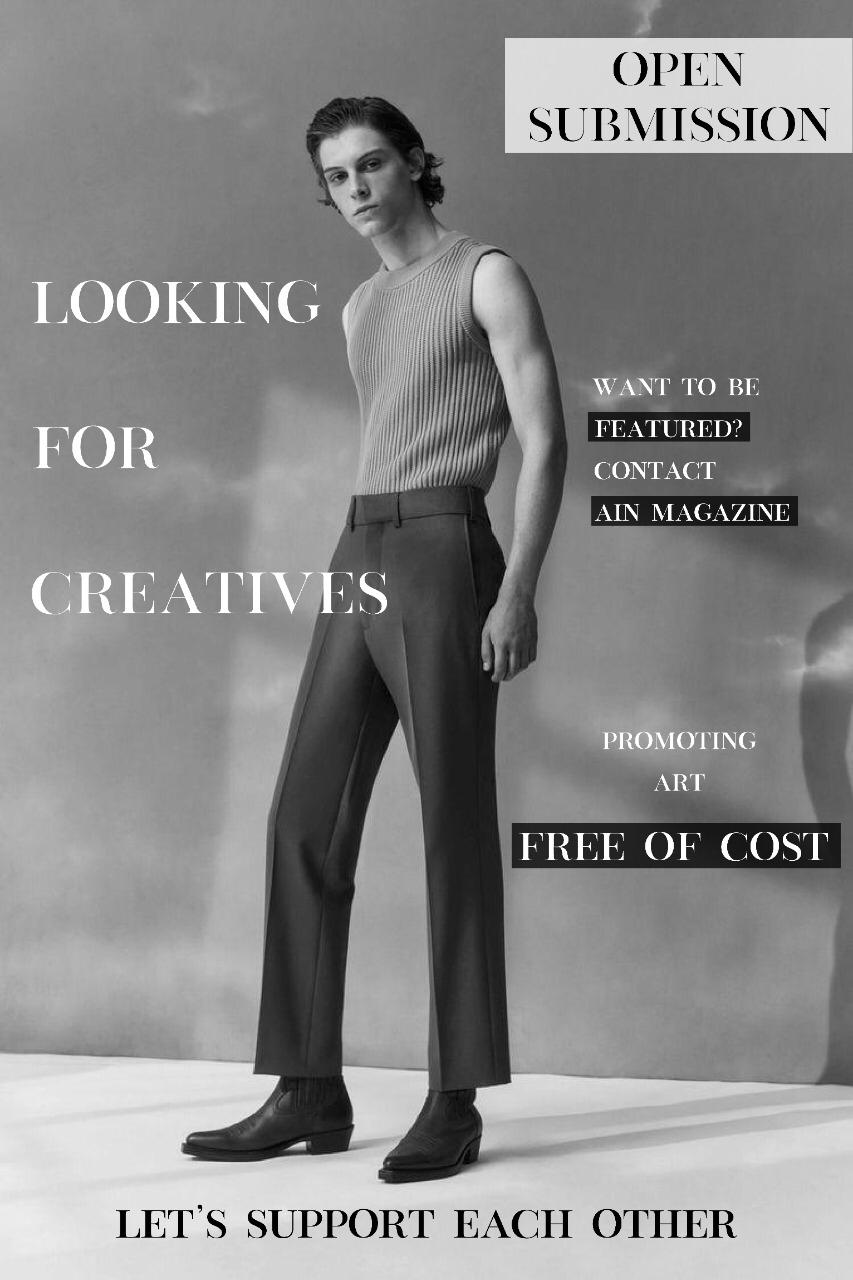 OPEN
SUBMISSION
LOOKING
FOR
CREATIVES
WANT TO BE
FEATURED?
CONTACT
AIN MAGAZINE
PROMOTING
ART
FREE OF COST
LET'S SUPPORT EACH OTHER